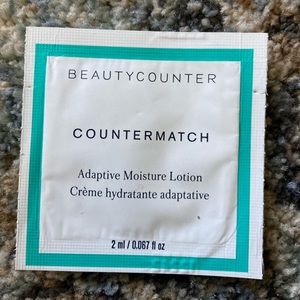 BEAUTYCOUNTER
COUNTERMATCH
Adaptive Moisture Lotion
Crème hydratante adaptative
2 ml / 0.067 fl oz